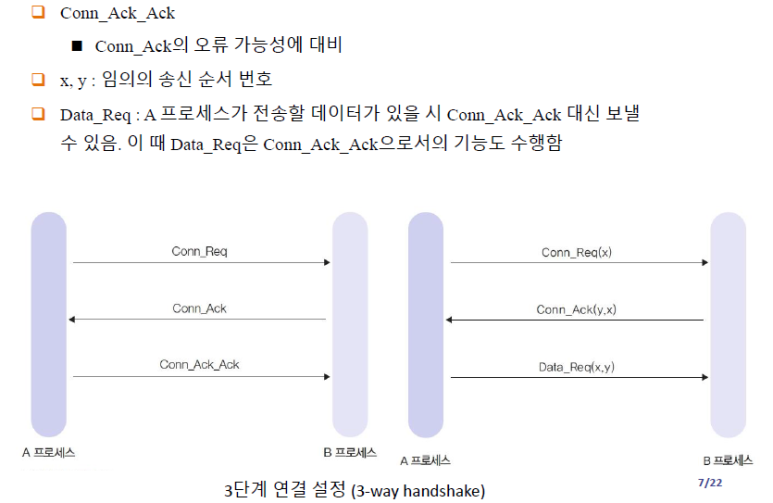 Conn_Ack_Ack
Conn_Ack의 오류 가능성에 대비
x, y : 임의의 송신 순서 번호
Data_Req : A 프로세스가 전송할 데이터가 있을 시 Conn_Ack_Ack 대신 보낼
수 있음. 이 때 Data_Req은 Conn_Ack_Ack으로서의 기능도 수행함
Conn_Req
Conn_Ack
Conn_Ack_Ack
A 프로세스
B 프로세스
Conn_Req(x)
Conn_Ack(y,x)
Data_Req(x,y)
A 프로세스
B 프로세스
3단계 연결 설정 (3-way handshake)
7/22